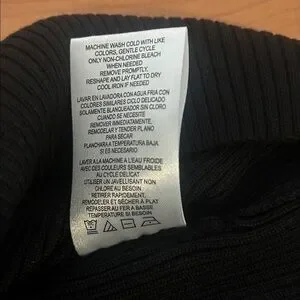 MACHINE WASH COLD WITH LIKE
COLORS, GENTLE CYCLE
ONLY NON-CHLORINE BLEACH
WHEN NEEDED
REMOVE PROMPTLY.
RESHAPE AND LAY FLAT TO DRY
COOL IRON IF NEEDED
LAVAR EN LAVADORA CON AGUA FRIA CON
COLORES SIMILARES CICLO DELICADO
SOLAMENTE BLANQUEADOR SIN CLORO.
CUANDO SE NECESITE
REMUEVE INMEDIATAMENTE.
REMODELAR Y TENDER PLANO
PARA SECAR
PLANCHAR A TEMPERATURA BAJA
SI ES NECESARIO
LAVER A LA MACHINE A L'EAU FROIDE
AVEC DES COULEURS SEMBLABLES
AU CYCLE DÉLICAT
UTILISER UN JAVELLISANT NON
CHLORE AU BESOIN
RETIRER RAPIDEMENT.
REMODELER ET SÉCHER À PLAT
REPASSER AU FER A BASSE
TEMPERATURE SI BESOIN